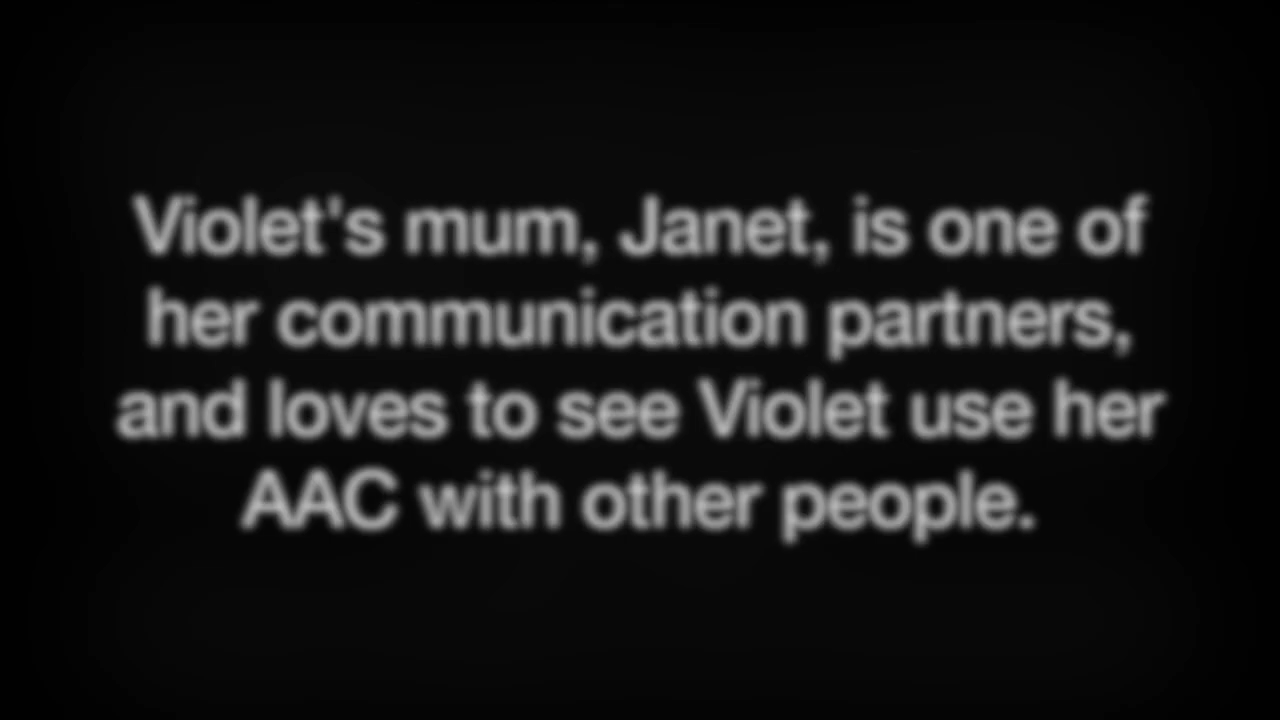 Violet's mum, Janet, is one of
her communication partners,
and loves to see Violet use her
AAC with other people.